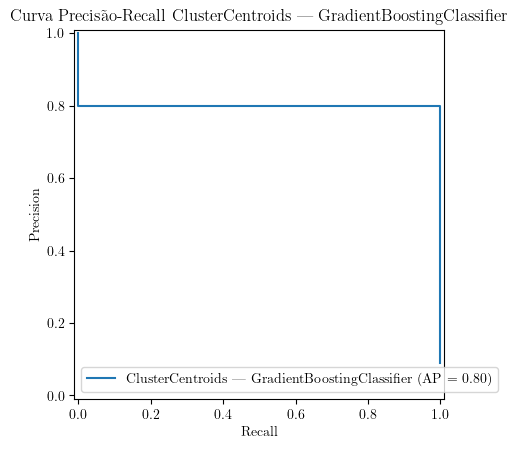 Curva Precisão-Recall ClusterCentroids — GradientBoostingClassifier
1.0
0.8
0.6
0.4
0.2
0.0
Precision
ClusterCentroids — GradientBoostingClassifier (AP = 0.80)
0.0 0.2 0.4 0.6 0.8 1.0
Recall